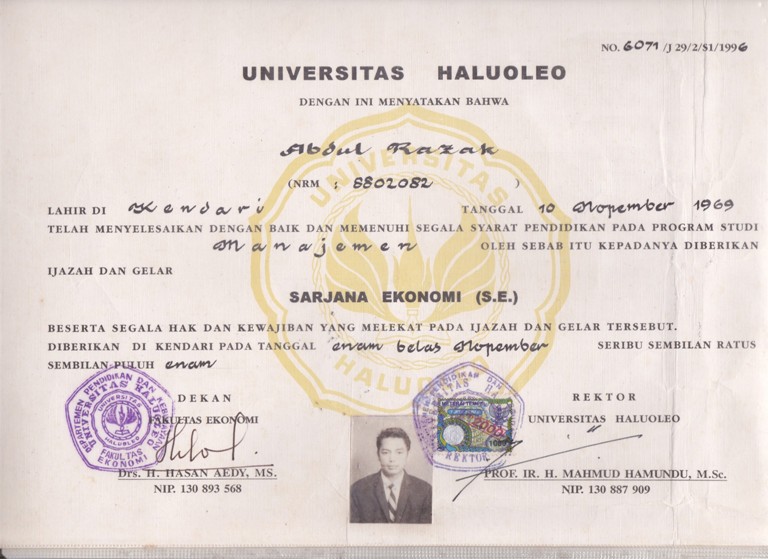 NO. 6071 /J 29/2/S1/1996
UNIVERSITAS HALUOLEO
DENGAN INI MENYATAKAN BAHWA
Abdul Razak
(NRM : 8802082 )
LAHIR DI Kendari TANGGAL 10 Nopember 1969
TELAH MENYELESAIKAN DENGAN BAIK DAN MEMENUHI SEGALA SYARAT PENDIDIKAN PADA PROGRAM STUDI
Manajemen OLEH SEBAB ITU KEPADANYA DIBERIKAN
IJAZAH DAN GELAR
SARJANA EKONOMI (S.E.)
BESERTA SEGALA HAK DAN KEWAJIBAN YANG MELEKAT PADA IJAZAH DAN GELAR TERSEBUT.
DIBERIKAN DI KENDARI PADA TANGGAL enam belas Nopember SERIBU SEMBILAN RATUS
SEMBILAN PULUH enam
DEKAN
FAKULTAS EKONOMI
Drs. H. HASAN AEDY, MS.
NIP. 130 893 568
REKTOR
UNIVERSITAS HALUOLEO
PROF. IR. H. MAHMUD HAMUNDU, M.Sc.
NIP. 130 887 909
UNIVERSITAS
HALUOLEO
DEPARTEMEN PENDIDIKAN DAN KEBUDAYAAN
UNIVERSITAS HALUOLEO
FAKULTAS
EKONOMI
UNIVERSITAS
HALUOLEO
PENDIDIKAN DAN
REKTOR
METERAI TEMPEL
2000